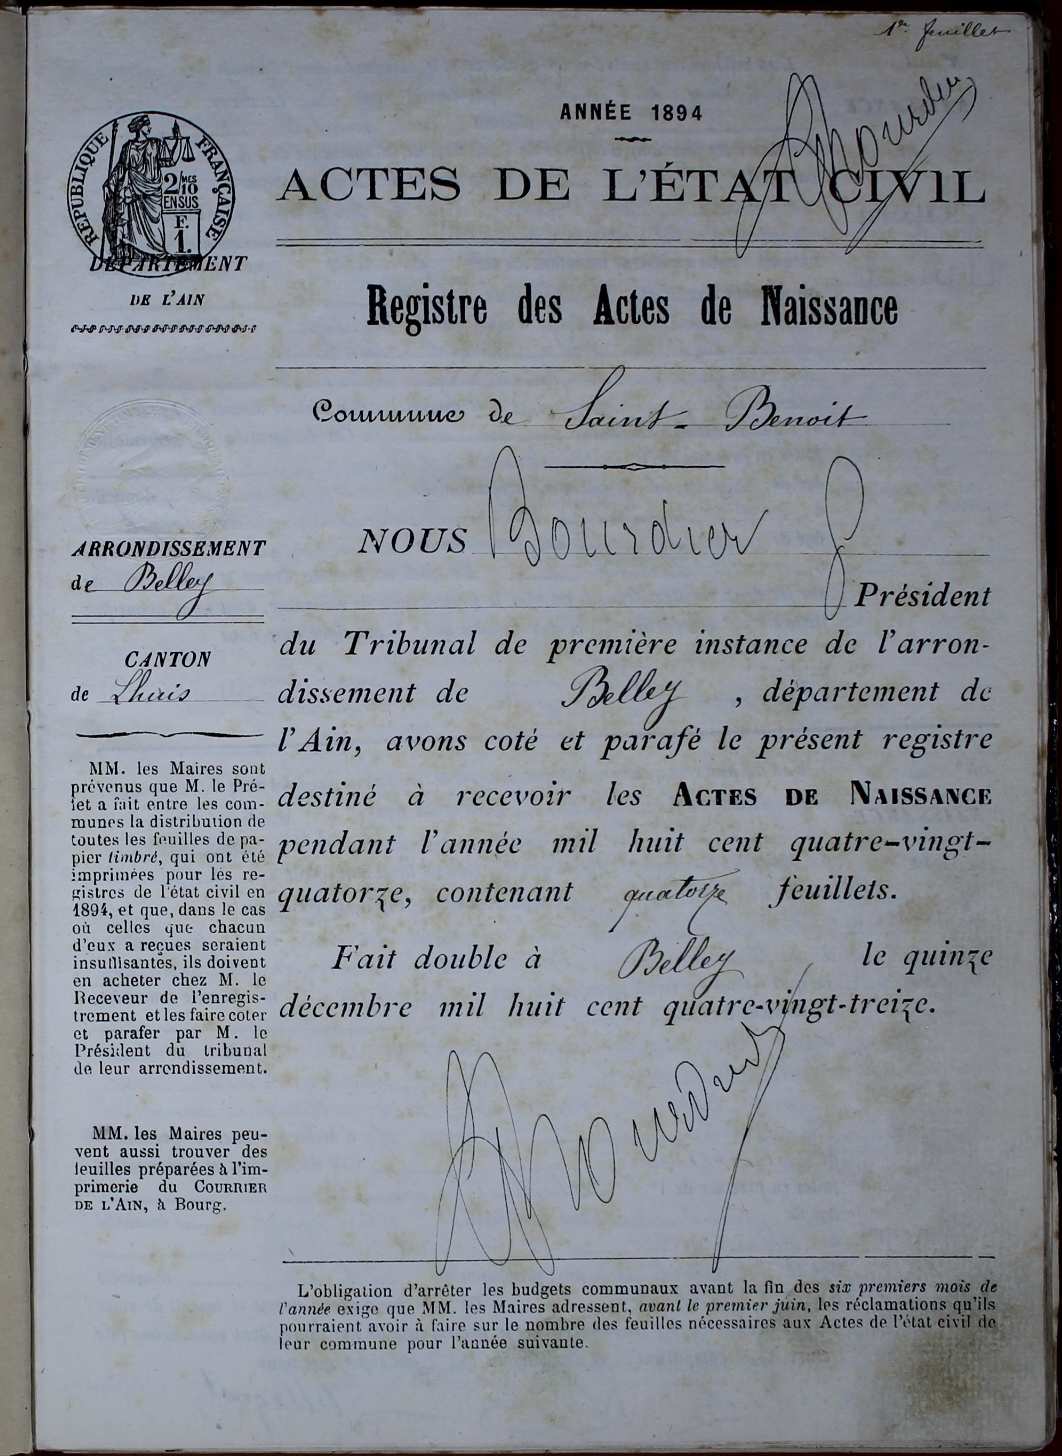 1er feuillet
ANNÉE 1894
ACTES DE L'ÉTAT CIVIL
RÉPUBLIQUE FRANÇAISE
2/MES
10
EN SUS
F.
1.
DÉPARTEMENT
DE L'AIN
Registre des Actes de Naissance
Commune de Saint-Benoit
ARRONDISSEMENT
de Belley
CANTON
de Lhuis
MM. les Maires sont
prévenus que M. le Pré-
fet a fait entre les com-
munes la distribution de
toutes les feuilles de pa-
pier timbré, qui ont été
imprimées pour les re-
gistres de l'état civil en
1894, et que, dans le cas
où celles que chacun
d'eux a reçues seraient
insuffisantes, ils doivent
en acheter chez M. le
Receveur de l'enregis-
trement et les faire coter
et parafer par M. le
Président du tribunal
de leur arrondissement.
MM. les Maires peu-
vent aussi trouver des
feuilles préparées à l'im-
primerie du COURRIER
DE L'AIN, à Bourg.
NOUS Bourdier
Président
du Tribunal de première instance de l'arron-
dissement de Belley, département de
l'Ain, avons coté et parafé le présent registre
destiné à recevoir les ACTES DE NAISSANCE
pendant l'année mil huit cent quatre-vingt-
quatorze, contenant quatorze feuillets.
Fait double à Belley le quinze
décembre mil huit cent quatre-vingt-treize.
L'obligation d'arrêter les budgets communaux avant la fin des six premiers mois de
l'année exige que MM. les Maires adressent, avant le premier juin, les réclamations qu'ils
pourraient avoir à faire sur le nombre des feuilles nécessaires aux Actes de l'état civil de
leur commune pour l'année suivante.